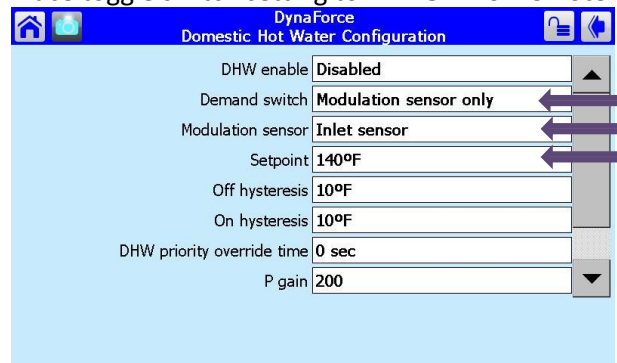 DynaForce
Domestic Hot Water Configuration
DHW enable Disabled
Demand switch Modulation sensor only
Modulation sensor Inlet sensor
Setpoint 140ºF
Off hysteresis 10ºF
On hysteresis 10ºF
DHW priority override time 0 sec
P gain 200